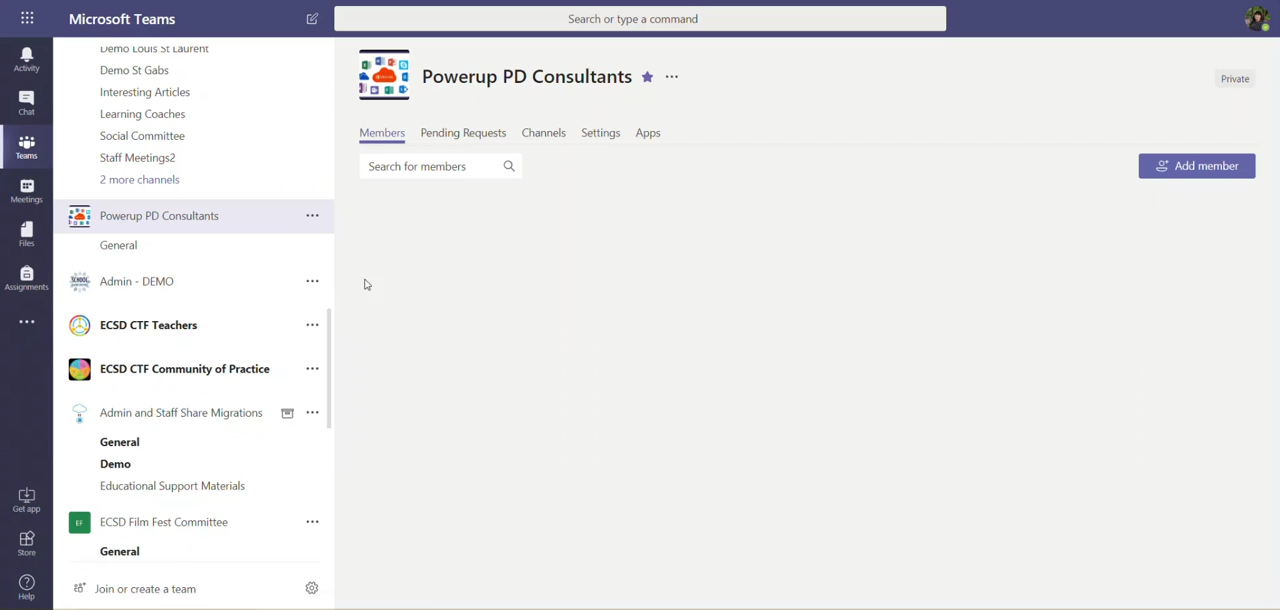 Microsoft Teams
Search or type a command
Activity
Chat
Teams
Meetings
Files
Assignments
Get app
Store
Help
Demo Louis St Laurent
Demo St Gabs
Interesting Articles
Learning Coaches
Social Committee
Staff Meetings2
2 more channels
Powerup PD Consultants
General
Admin - DEMO
ECSD CTF Teachers
ECSD CTF Community of Practice
Admin and Staff Share Migrations
General
Demo
Educational Support Materials
EF ECSD Film Fest Committee
General
Join or create a team
Powerup PD Consultants
Private
Members Pending Requests Channels Settings Apps
Search for members
Add member